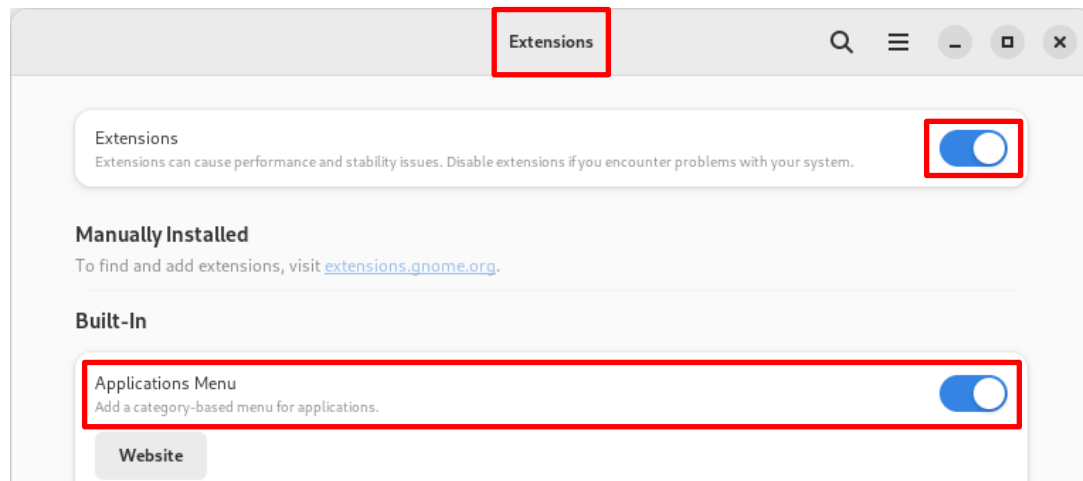 Extensions
Extensions
Extensions can cause performance and stability issues. Disable extensions if you encounter problems with your system.
Manually Installed
To find and add extensions, visit extensions.gnome.org.
Built-In
Applications Menu
Add a category-based menu for applications.
Website